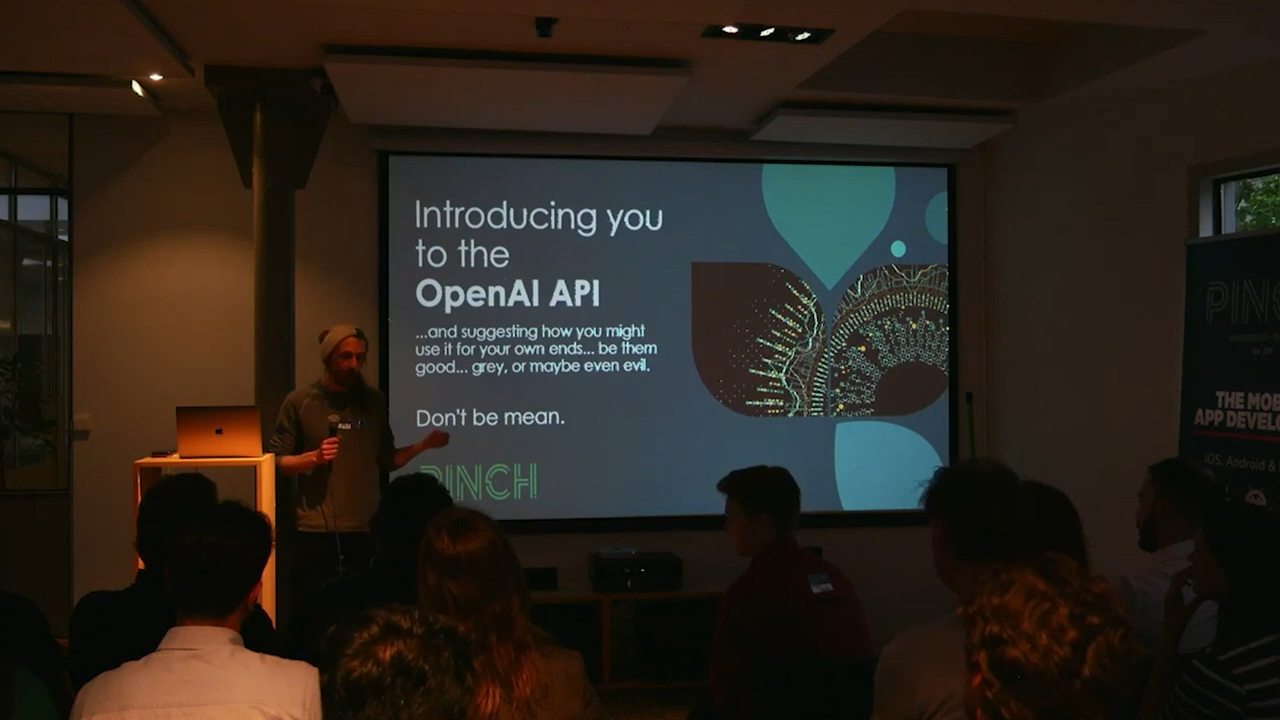 Introducing you
to the
OpenAI API
...and suggesting how you might
use it for your own ends... be them
good... grey, or maybe even evil.
Don't be mean.
PINCH
THE MOB
APP DEVELO
iOS, Android &